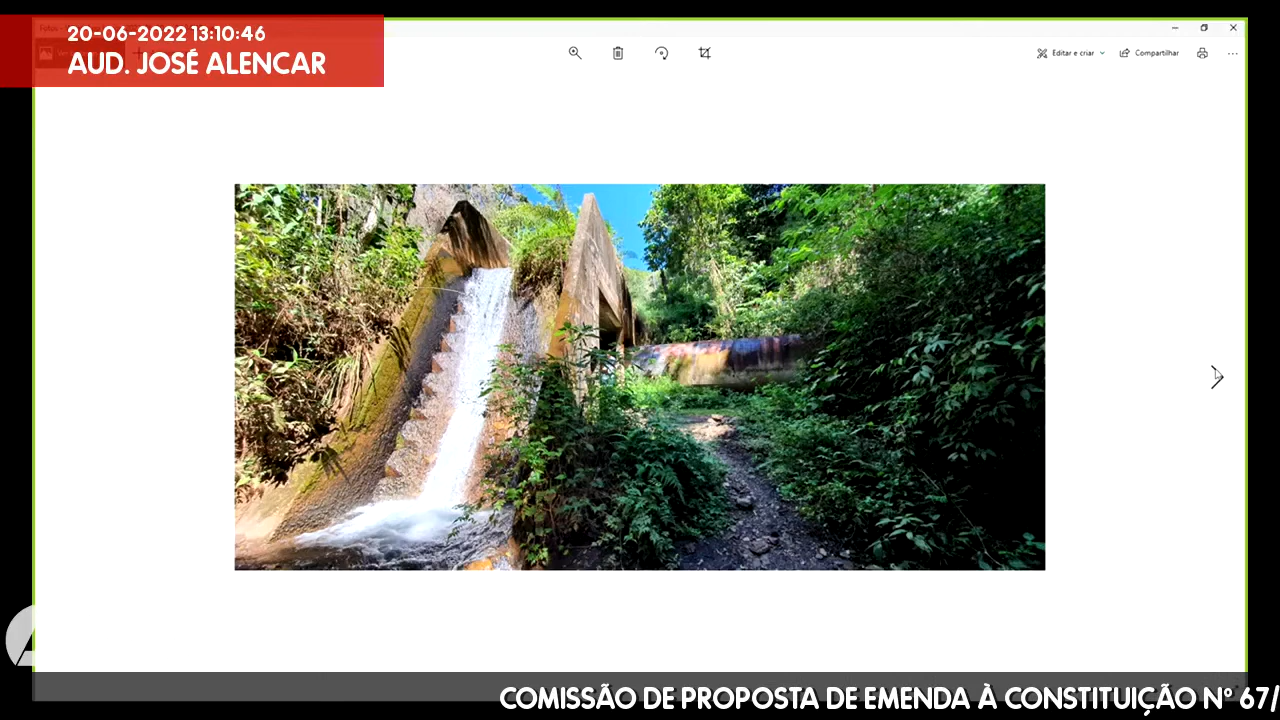 20-06-2022 13:10:46
AUD. JOSÉ ALENCAR
Editar e criar
Compartilhar
COMISSÃO DE PROPOSTA DE EMENDA À CONSTITUIÇÃO Nº 67/